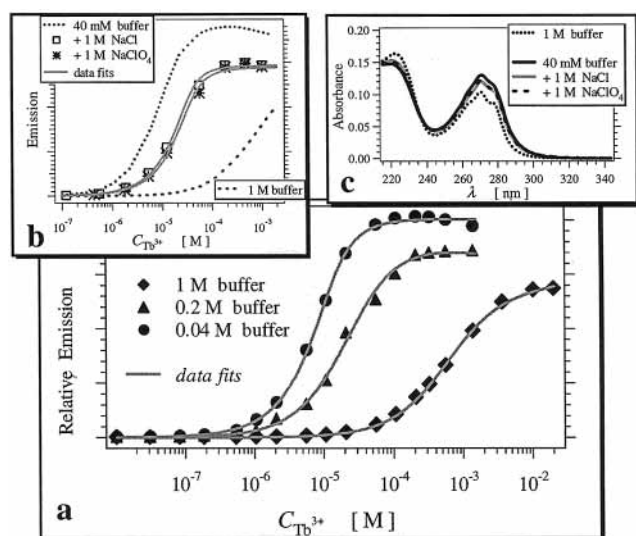 40 mM buffer
+ 1 M NaCl
+ 1 M NaClO₄
data fits
Emission
1 M buffer
10⁻⁷ 10⁻⁶ 10⁻⁵ 10⁻⁴ 10⁻³
b
C_Tb³⁺ [ M ]
1 M buffer
40 mM buffer
+ 1 M NaCl
+ 1 M NaClO₄
Absorbance
0.20
0.15
0.10
0.05
0.00
220 240 260 280 300 320 340
c
λ [ nm ]
1 M buffer
0.2 M buffer
0.04 M buffer
data fits
Relative Emission
10⁻⁷ 10⁻⁶ 10⁻⁵ 10⁻⁴ 10⁻³ 10⁻²
a
C_Tb³⁺ [ M ]